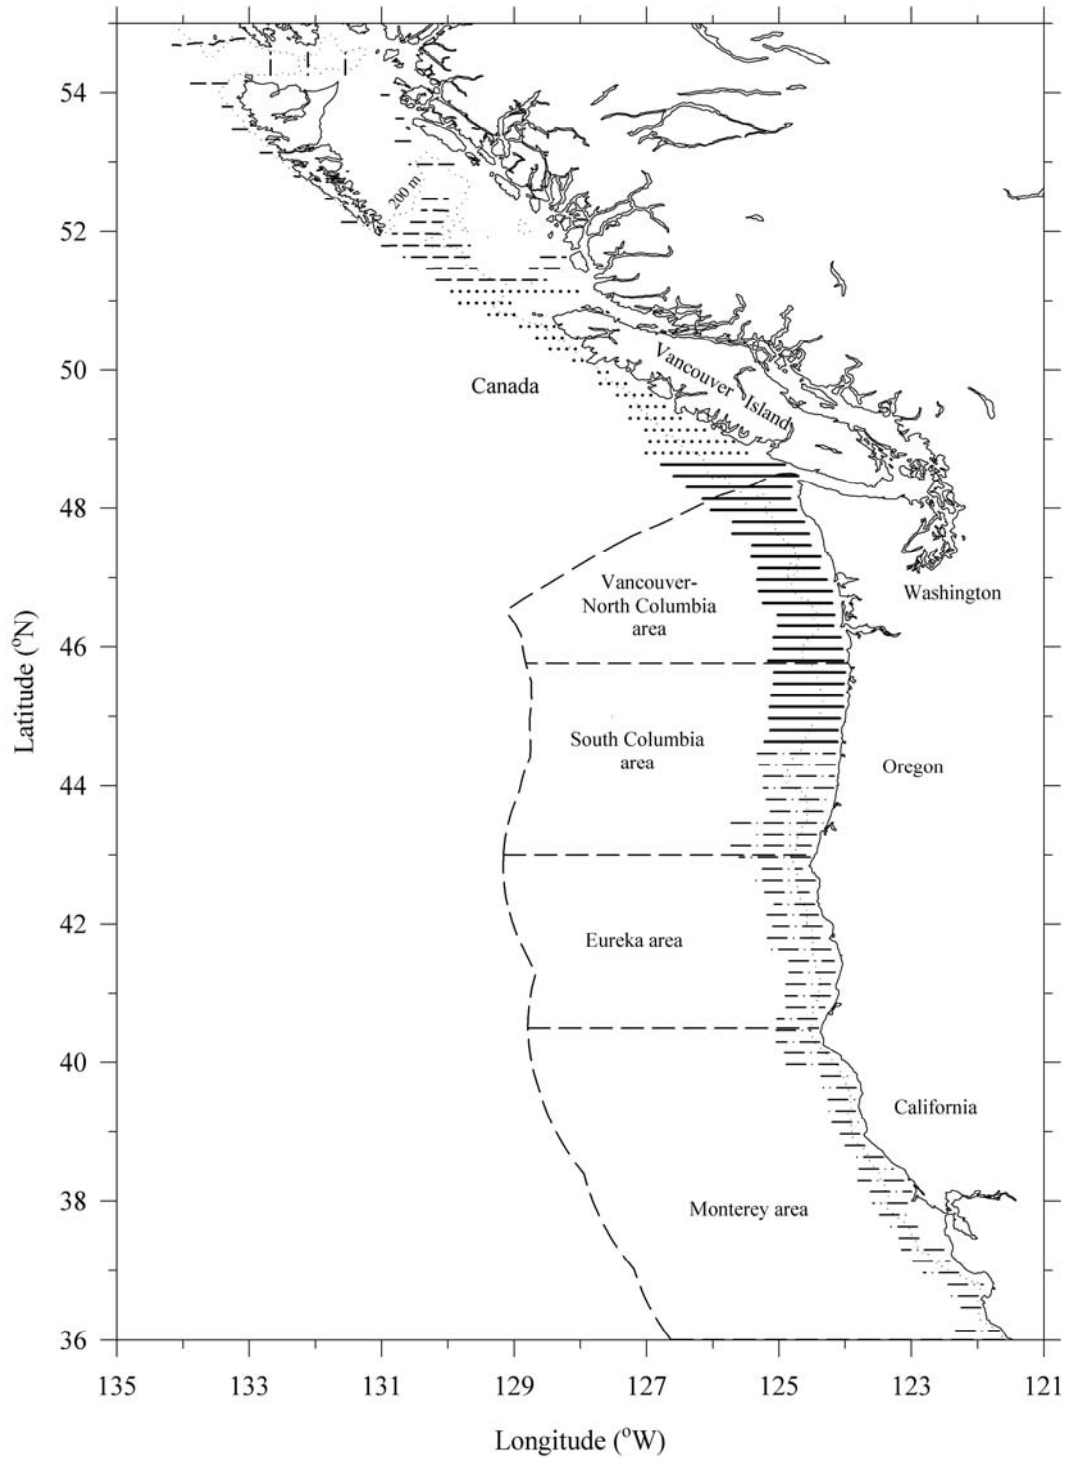 54
200 m
52
50
Canada
Vancouver Island
48
Vancouver-
North Columbia
area
Washington
46
South Columbia
area
Oregon
44
42
Eureka area
40
California
38
Monterey area
36
135
133
131
129
127
125
123
121
Latitude (°N)
Longitude (°W)